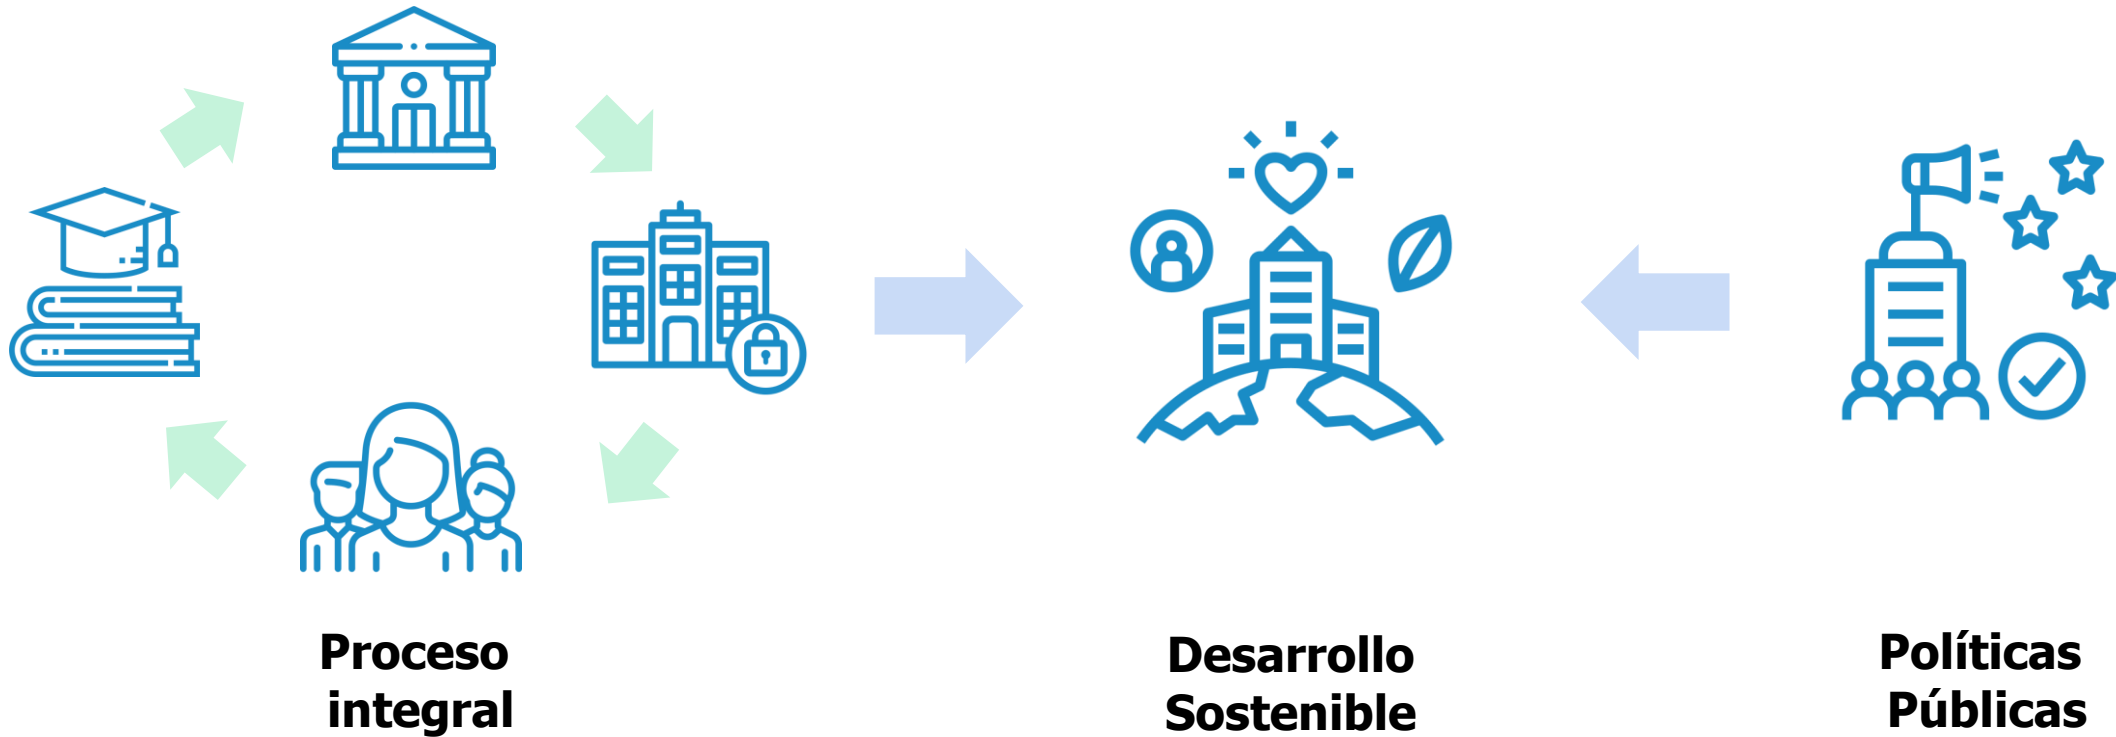 Proceso
integral
Desarrollo
Sostenible
Políticas
Públicas